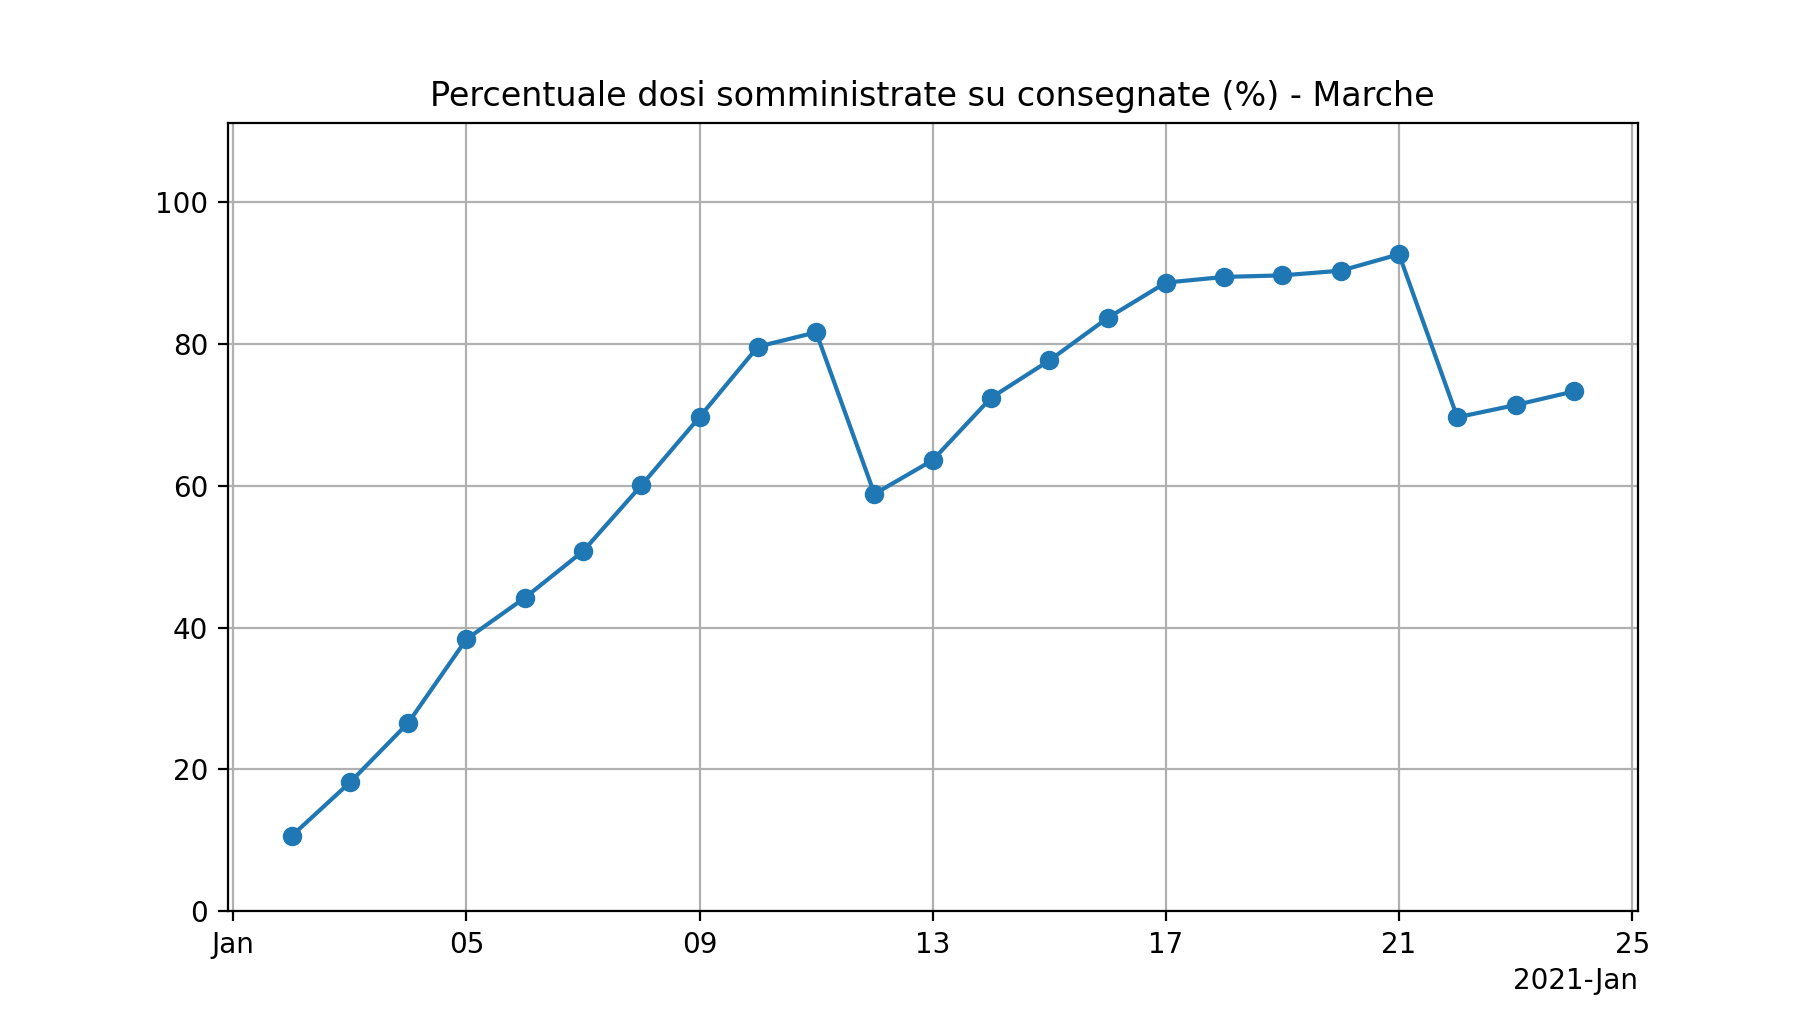 Percentuale dosi somministrate su consegnate (%) - Marche
100
80
60
40
20
0
Jan 05 09 13 17 21 25
2021-Jan